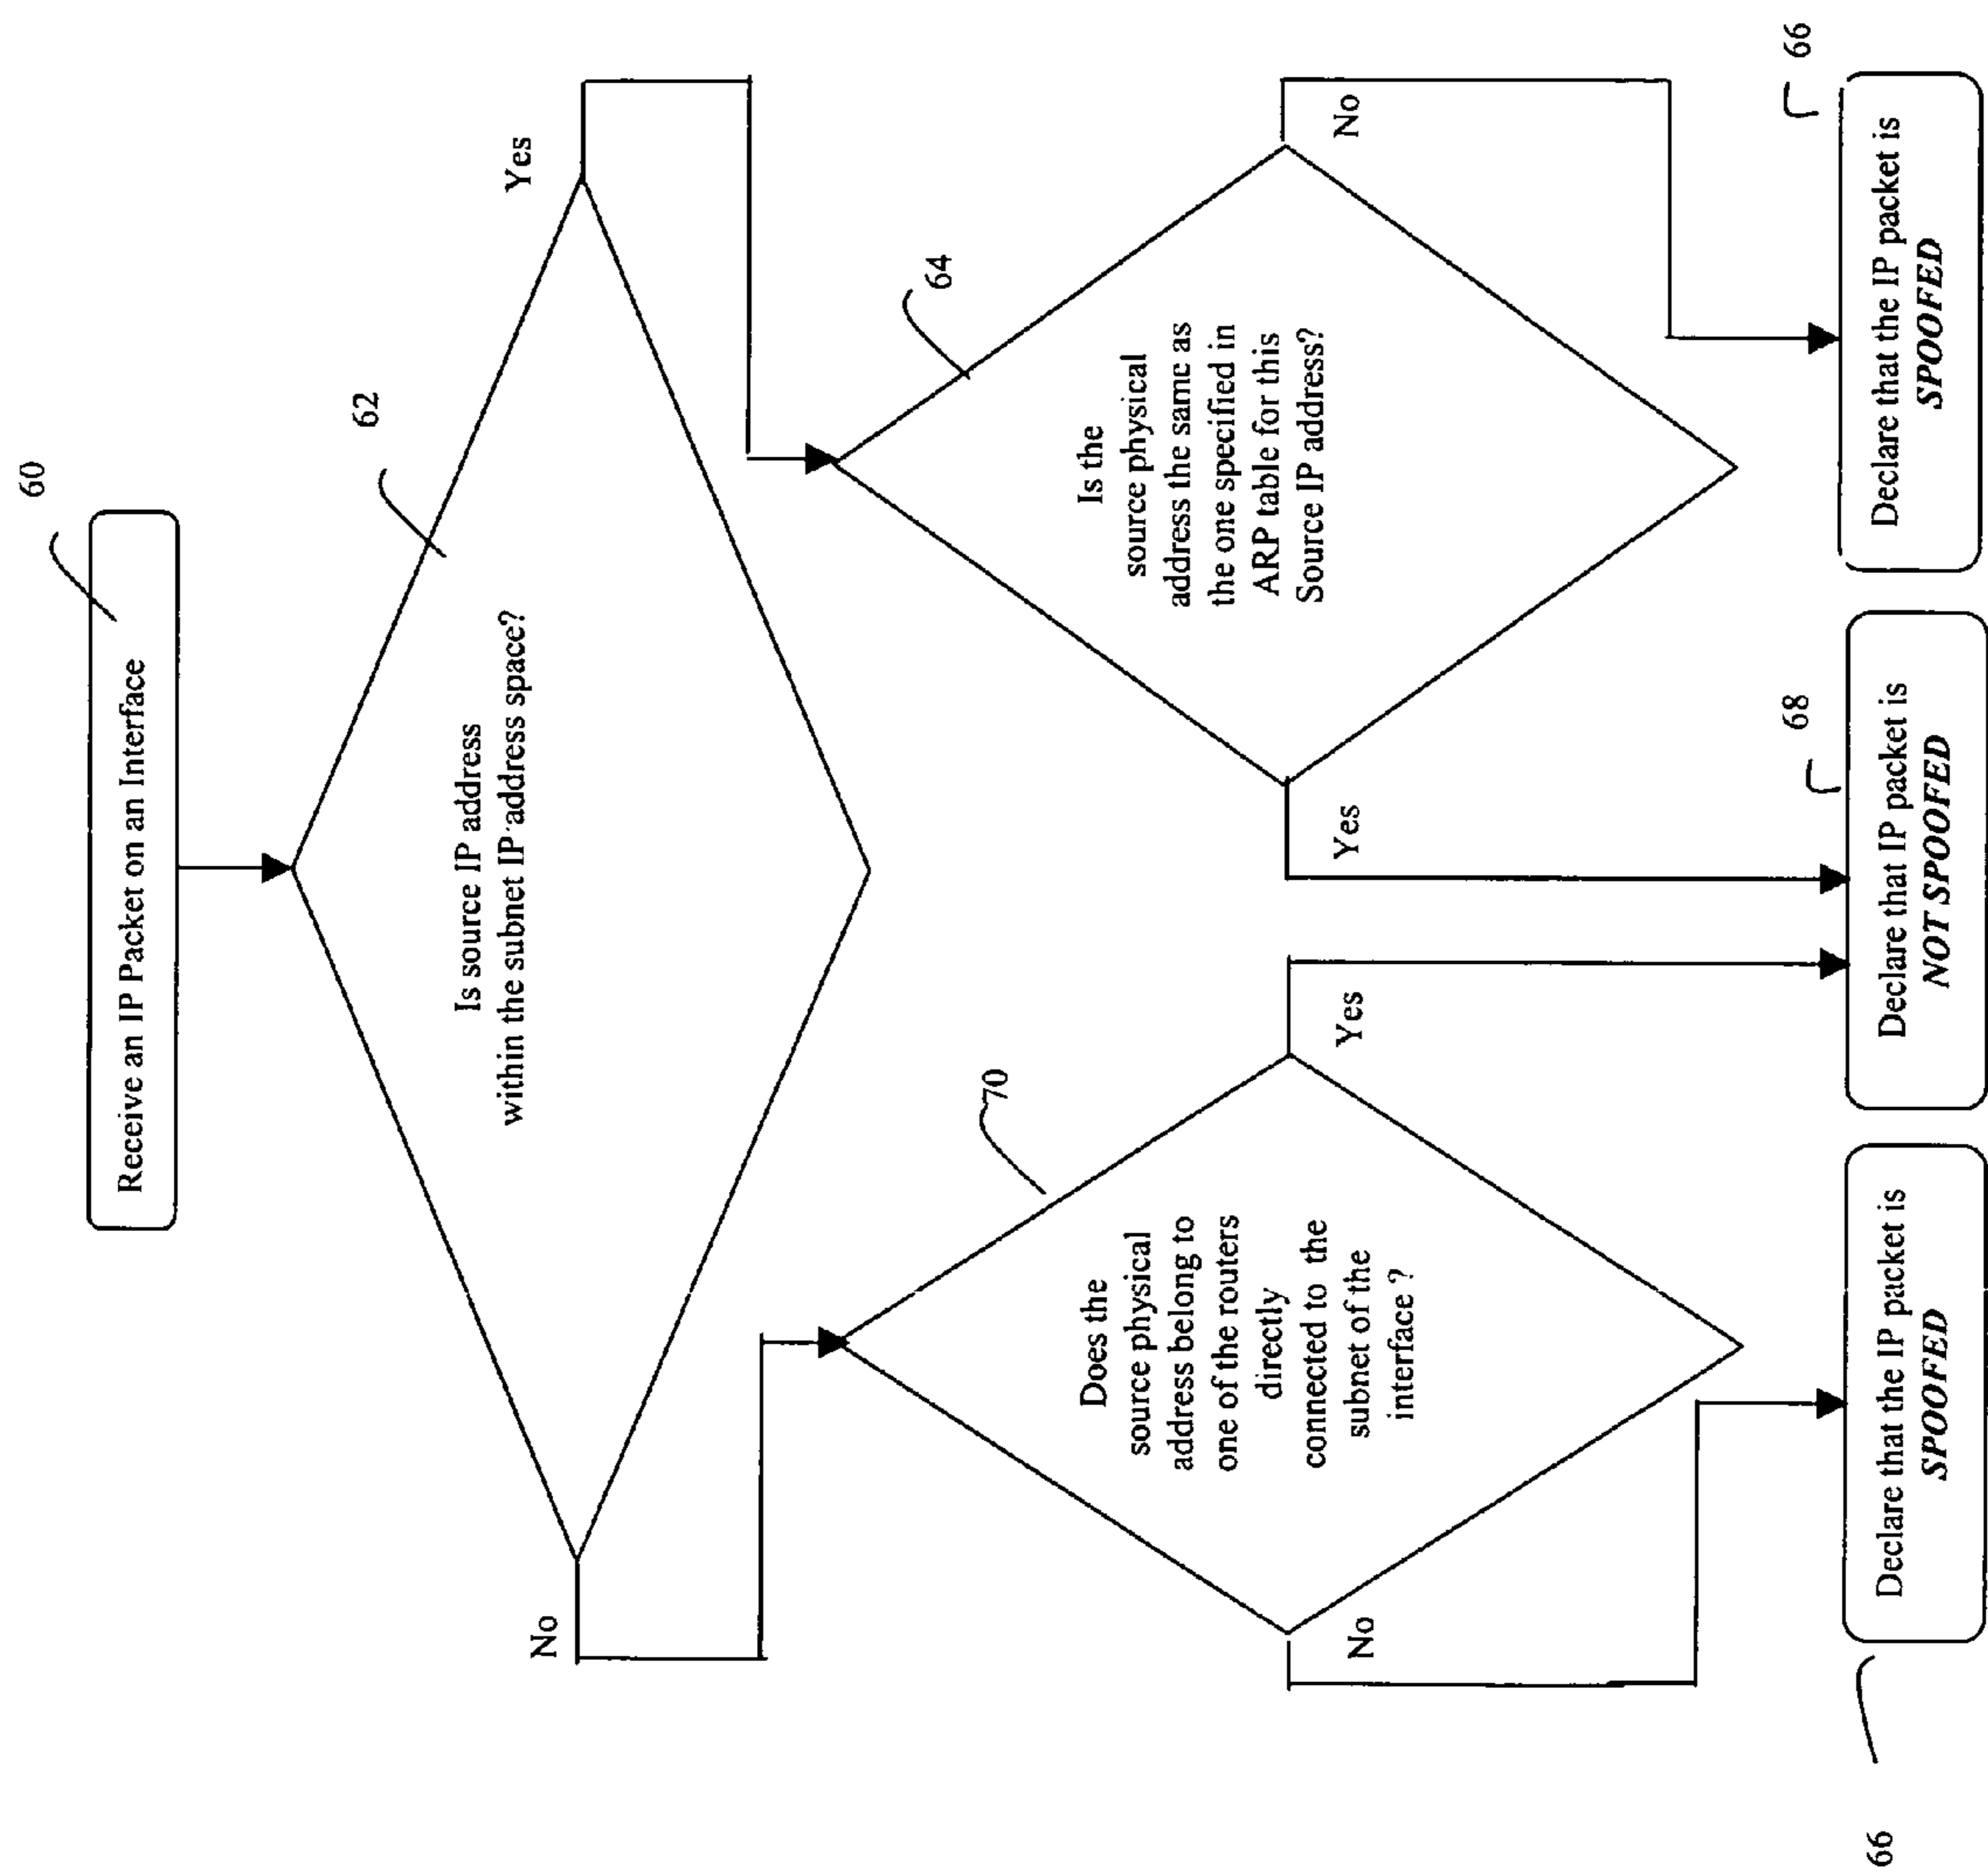 60
Receive an IP Packet on an Interface
62
Is source IP address
within the subnet IP address space?
No
Yes
70
Does the
source physical
address belong to
one of the routers
directly
connected to the
subnet of the
interface ?
No
Yes
64
Is the
source physical
address the same as
the one specified in
ARP table for this
Source IP address?
Yes
No
66
Declare that the IP packet is
SPOOFED
68
Declare that IP packet is
NOT SPOOFED
66
Declare that the IP packet is
SPOOFED